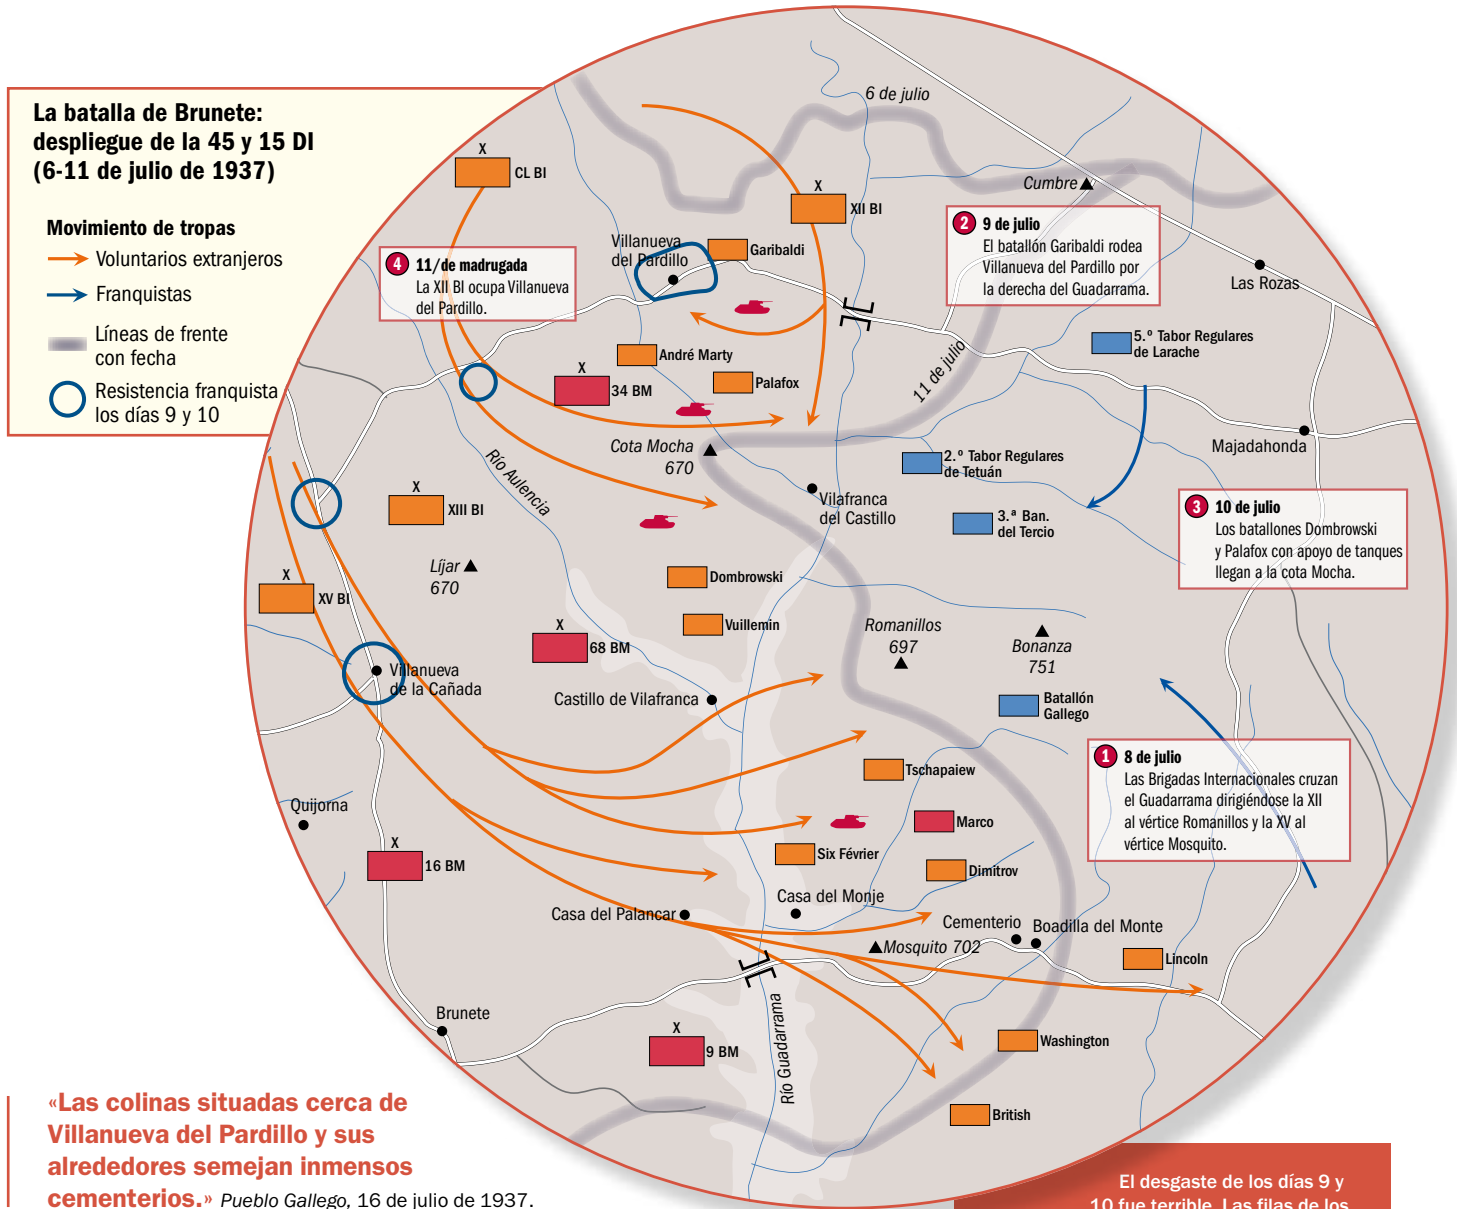 La batalla de Brunete:
despliegue de la 45 y 15 DI
(6-11 de julio de 1937)
Movimiento de tropas
Voluntarios extranjeros
Franquistas
Líneas de frente
con fecha
Resistencia franquista
los días 9 y 10
6 de julio
X
CL BI
X
XII BI
Cumbre
Villanueva
del Pardillo
Garibaldi
2 9 de julio
El batallón Garibaldi rodea
Villanueva del Pardillo por
la derecha del Guadarrama.
4 11/de madrugada
La XII BI ocupa Villanueva
del Pardillo.
Las Rozas
5.º Tabor Regulares
de Larache
André Marty
X
34 BM
Palafox
11 de julio
Majadahonda
Cota Mocha
670
2.º Tabor Regulares
de Tetuán
Río Aulencia
X
XIII BI
Vilafranca
del Castillo
3.ª Ban.
del Tercio
3 10 de julio
Los batallones Dombrowski
y Palafox con apoyo de tanques
llegan a la cota Mocha.
Líjar
670
X
XV BI
Dombrowski
Vuillemin
X
68 BM
Romanillos
697
Bonanza
751
Villanueva
de la Cañada
Castillo de Vilafranca
Batallón
Gallego
1 8 de julio
Las Brigadas Internacionales cruzan
el Guadarrama dirigiéndose la XII
al vértice Romanillos y la XV al
vértice Mosquito.
Tschapaiew
Quijorna
Marco
X
16 BM
Six Février
Dimitrov
Casa del Palancar
Casa del Monje
Cementerio
Boadilla del Monte
Mosquito 702
Lincoln
Brunete
X
9 BM
Río Guadarrama
Washington
British
«Las colinas situadas cerca de
Villanueva del Pardillo y sus
alrededores semejan inmensos
cementerios.» Pueblo Gallego, 16 de julio de 1937.
El desgaste de los días 9 y
10 fue terrible. Las filas de los